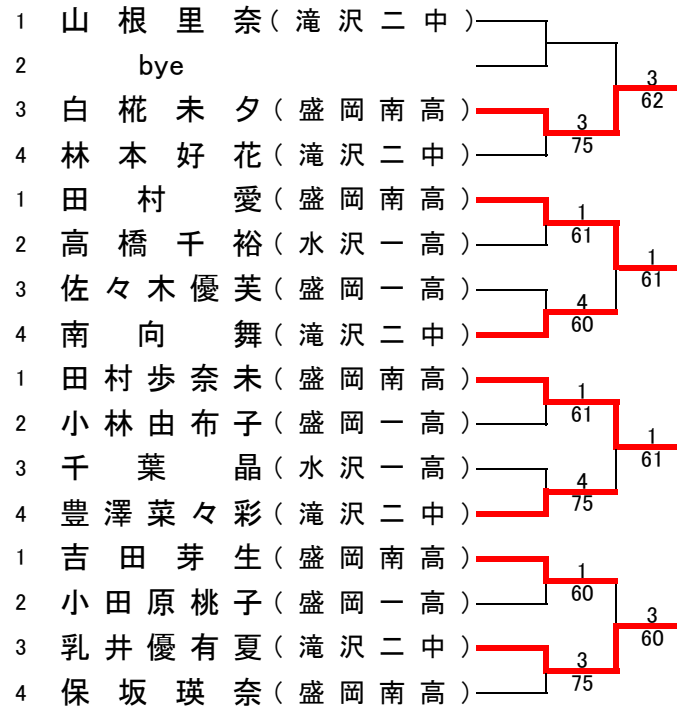 1 山根里奈(滝沢二中)
2 bye
3 白椛未夕(盛岡南高)
4 林本好花(滝沢二中)
3
62
3
75
1 田村愛(盛岡南高)
2 高橋千裕(水沢一高)
3 佐々木優芙(盛岡一高)
4 南向舞(滝沢二中)
1
61
1
61
4
60
1 田村歩奈未(盛岡南高)
2 小林由布子(盛岡一高)
3 千葉晶(水沢一高)
4 豊澤菜々彩(滝沢二中)
1
61
1
61
4
75
1 吉田芽生(盛岡南高)
2 小田原桃子(盛岡一高)
3 乳井優有夏(滝沢二中)
4 保坂瑛奈(盛岡南高)
1
60
3
60
3
75